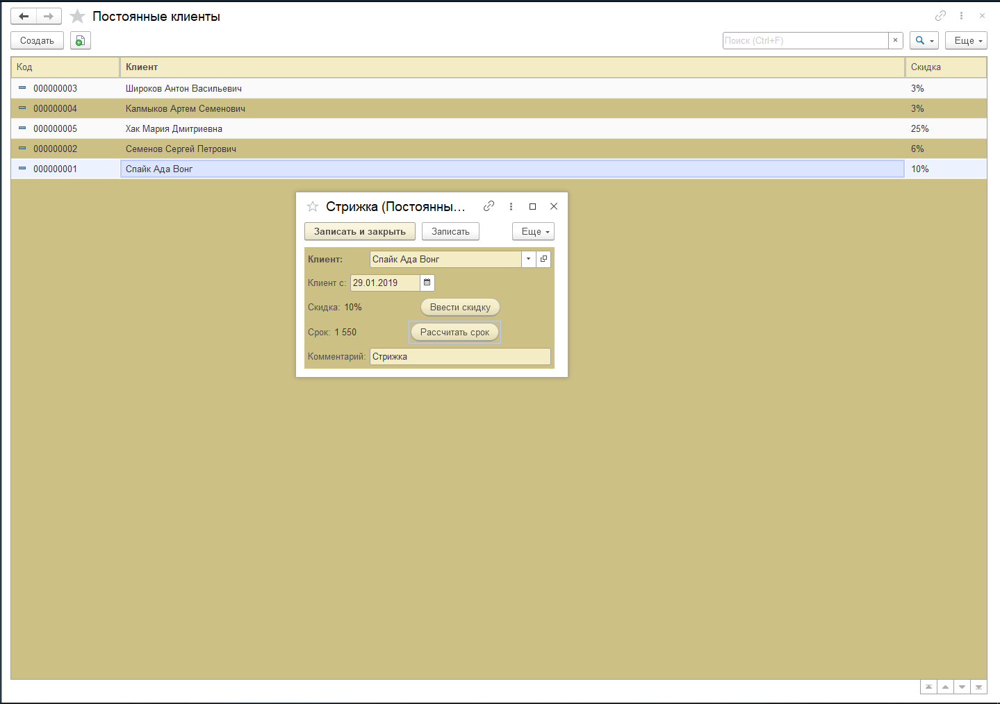 Постоянные клиенты
Создать
Поиск (Ctrl+F)
Еще
Код Клиент Скидка
000000003 Широков Антон Васильевич 3%
000000004 Калмыков Артем Семенович 3%
000000005 Хак Мария Дмитриевна 25%
000000002 Семенов Сергей Петрович 6%
000000001 Спайк Ада Вонг 10%
Стрижка (Постоянны...
Записать и закрыть Записать Еще
Клиент: Спайк Ада Вонг
Клиент с: 29.01.2019
Скидка: 10% Ввести скидку
Срок: 1 550 Рассчитать срок
Комментарий: Стрижка